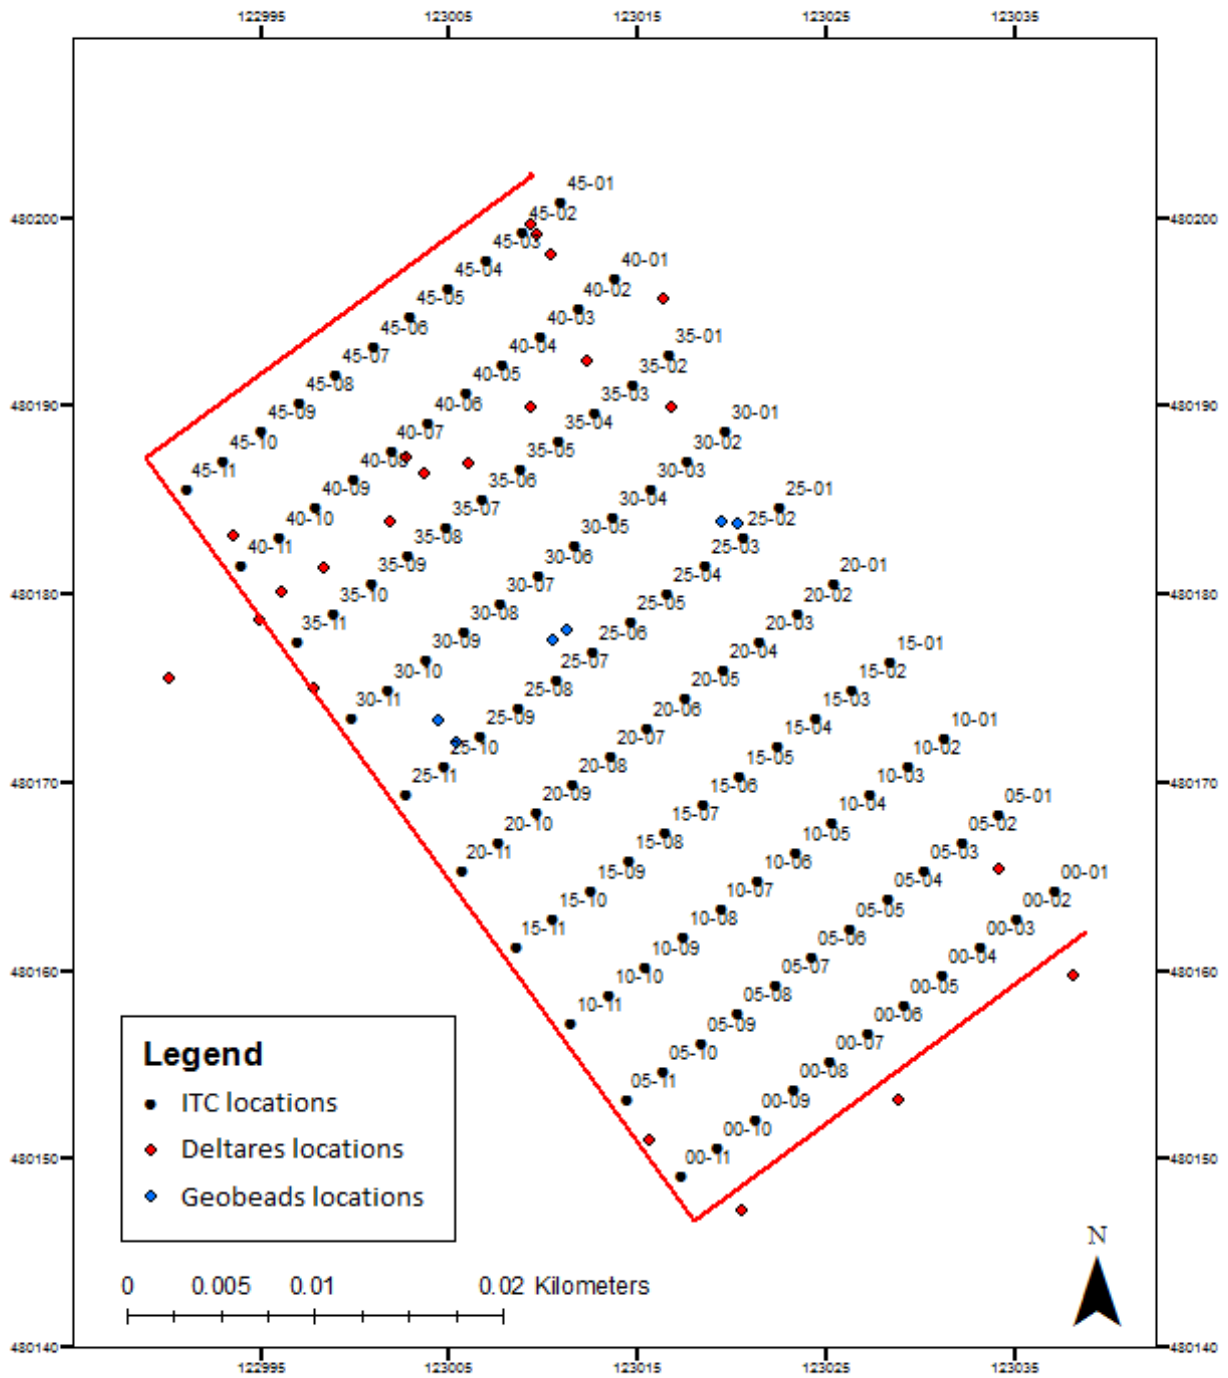 122995 123005 123015 123025 123035
45-01
480200 45-02 480200
45-03
45-04 40-01
45-05 40-02
45-06 40-03
45-07 40-04 35-01
45-08 40-05 35-02
480190 45-09 40-06 35-03 480190
45-10 40-07 35-04 30-01
45-11 40-08 35-05 30-02
40-09 35-06 30-03
40-10 35-07 30-04 25-01
40-11 35-08 30-05 25-02
35-09 30-06 25-03
480180 35-10 30-07 25-04 20-01 480180
35-11 30-08 25-05 20-02
30-09 25-06 20-03
30-10 25-07 20-04 15-01
30-11 25-08 20-05 15-02
25-09 20-06 15-03
25-10 20-07 15-04 10-01
480170 25-11 20-08 15-05 10-02 480170
20-09 15-06 10-03
20-10 15-07 10-04 05-01
20-11 15-08 10-05 05-02
15-09 10-06 05-03
15-10 10-07 05-04 00-01
15-11 10-08 05-05 00-02
10-09 05-06 00-03
480160 10-10 05-07 00-04 480160
10-11 05-08 00-05
05-09 00-06
05-10 00-07
05-11 00-08
00-09
00-10
480150 00-11 480150
Legend
ITC locations
Deltares locations
Geobeads locations
N
0 0.005 0.01 0.02 Kilometers
480140 480140
122995 123005 123015 123025 123035